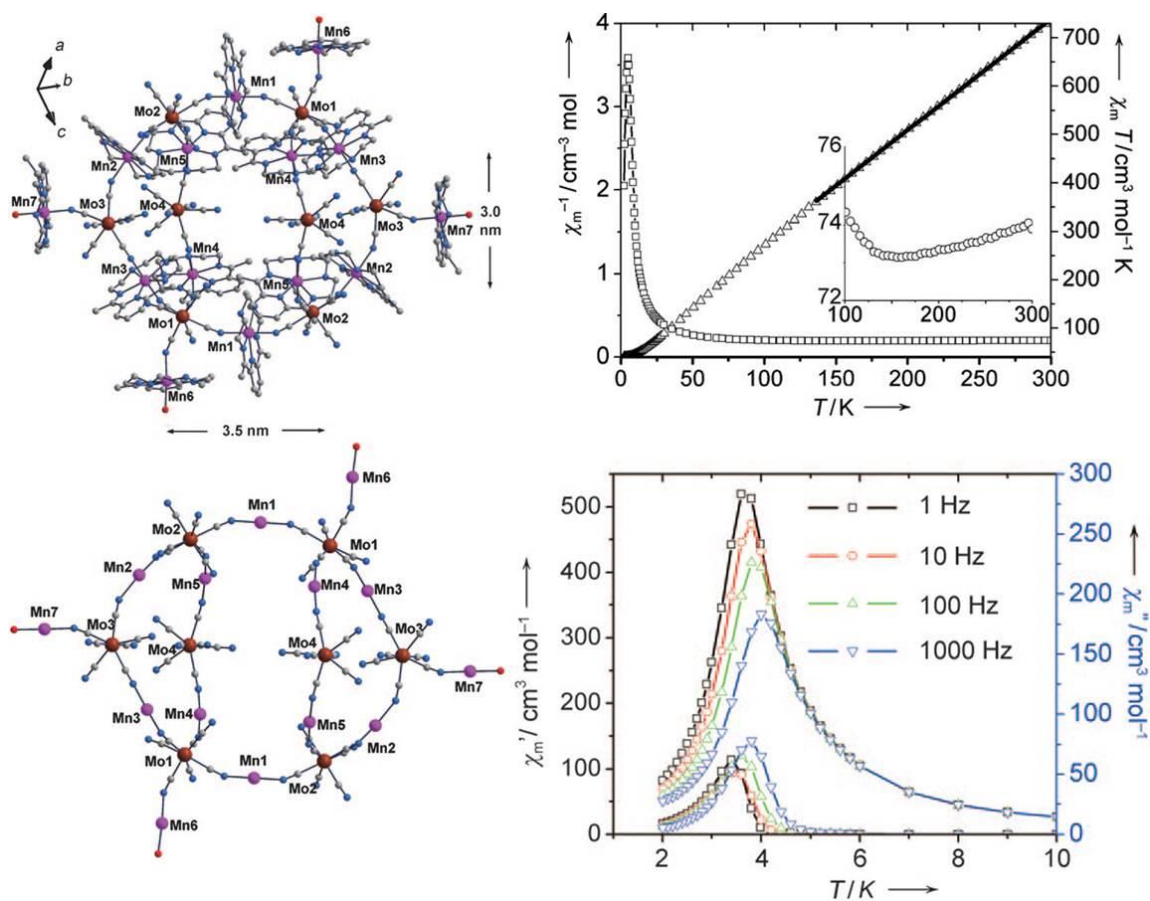 a
b
c
Mn6
Mn1
Mo2
Mo1
Mn2
Mn5
Mn3
Mn4
Mn7
Mo3
Mo4
Mo4
Mo3
Mn7
3.0
nm
Mn4
Mn3
Mn5
Mn2
Mo1
Mo2
Mn1
Mn6
3.5 nm
χm⁻¹ / cm⁻³ mol
4
3
2
1
0
0 50 100 150 200 250 300
T / K
700
600
500
400
300
200
100
χm T / cm³ mol⁻¹ K
76
74
72
100 200 300
Mn6
Mn1
Mo2
Mo1
Mn2
Mn5
Mn4
Mn3
Mn7
Mo3
Mo4
Mo4
Mo3
Mn7
Mn3
Mn4
Mn5
Mn2
Mo1
Mn1
Mo2
Mn6
χm' / cm³ mol⁻¹
500
400
300
200
100
0
1 Hz
10 Hz
100 Hz
1000 Hz
2 4 6 8 10
T / K
300
250
200
150
100
50
0
χm'' / cm³ mol⁻¹